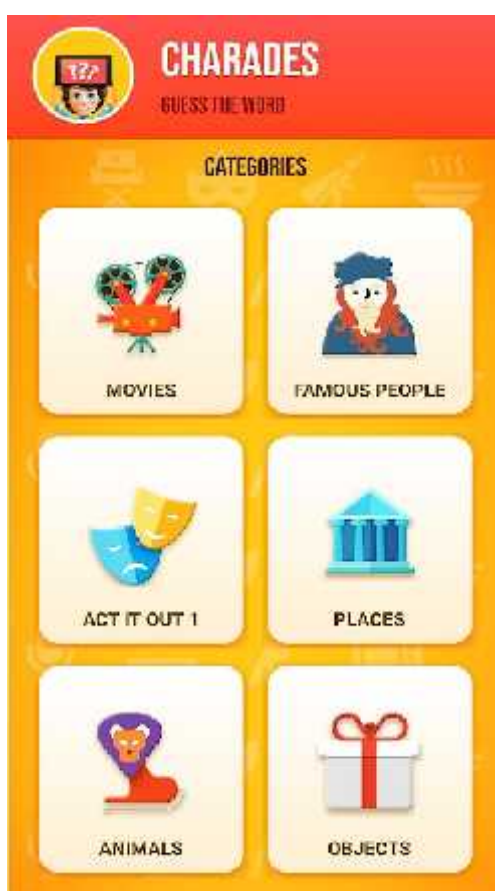 ???
CHARADES
GUESS THE WORD
CATEGORIES
MOVIES
FAMOUS PEOPLE
ACT IT OUT 1
PLACES
ANIMALS
OBJECTS